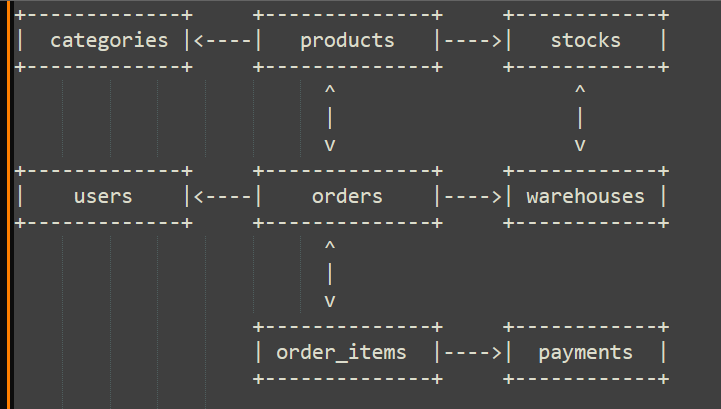 +-------------+     +--------------+     +------------+
|  categories |<----|   products   |---->|   stocks   |
+-------------+     +--------------+     +------------+
                          ^                    ^
                          |                    |
                          v                    v
+-------------+     +--------------+     +------------+
|    users    |<----|    orders    |---->| warehouses |
+-------------+     +--------------+     +------------+
                          ^
                          |
                          v
                    +--------------+     +------------+
                    | order_items  |---->|  payments  |
                    +--------------+     +------------+